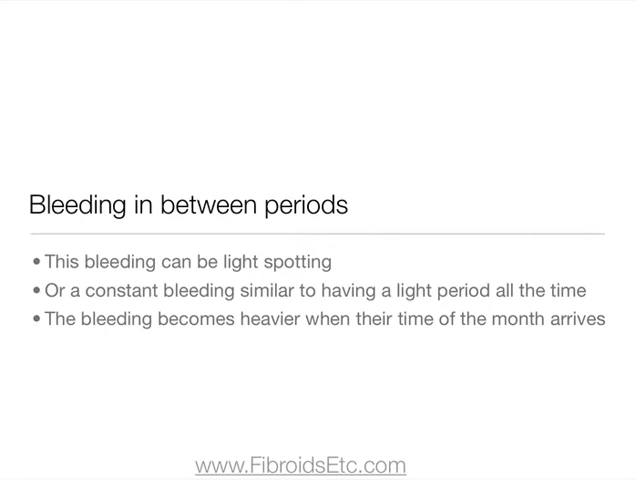 Bleeding in between periods
• This bleeding can be light spotting
• Or a constant bleeding similar to having a light period all the time
• The bleeding becomes heavier when their time of the month arrives
www.FibroidsEtc.com